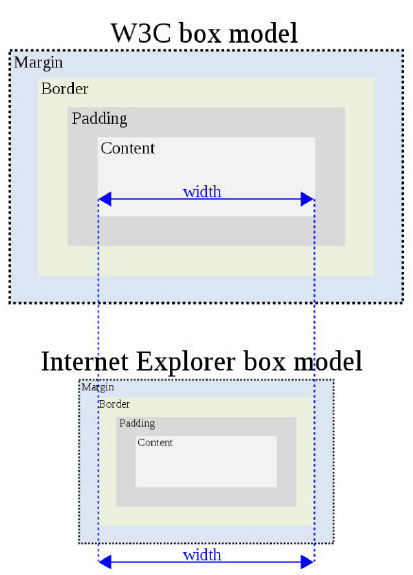 W3C box model
Margin
Border
Padding
Content
width
Internet Explorer box model
Margin
Border
Padding
Content
width